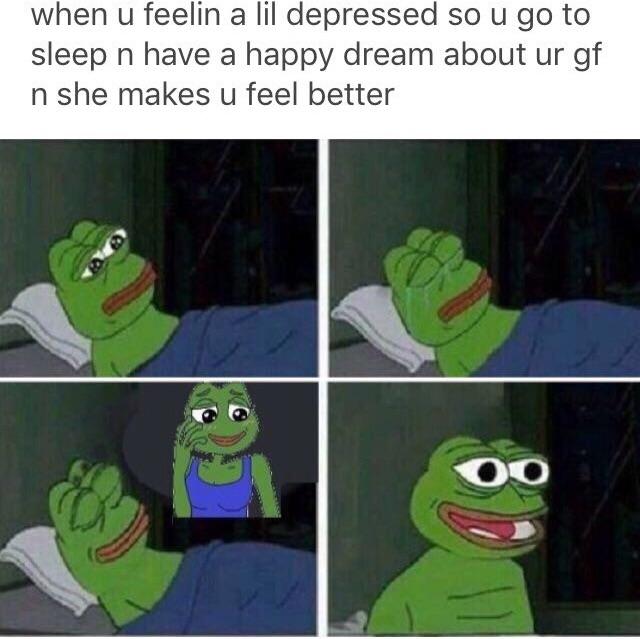 when u feelin a lil depressed so u go to
sleep n have a happy dream about ur gf
n she makes u feel better